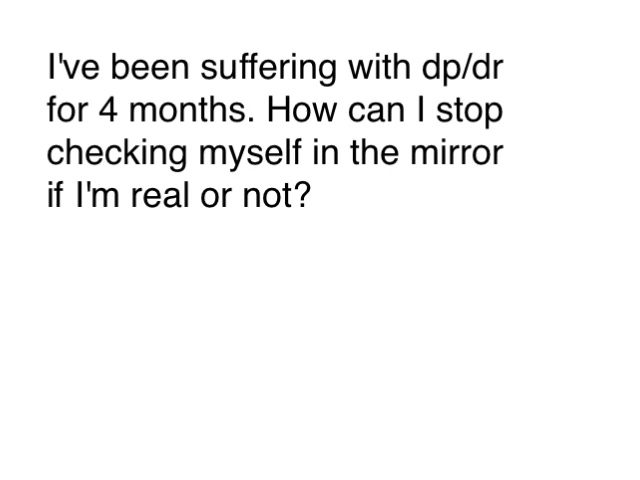 I've been suffering with dp/dr
for 4 months. How can I stop
checking myself in the mirror
if I'm real or not?